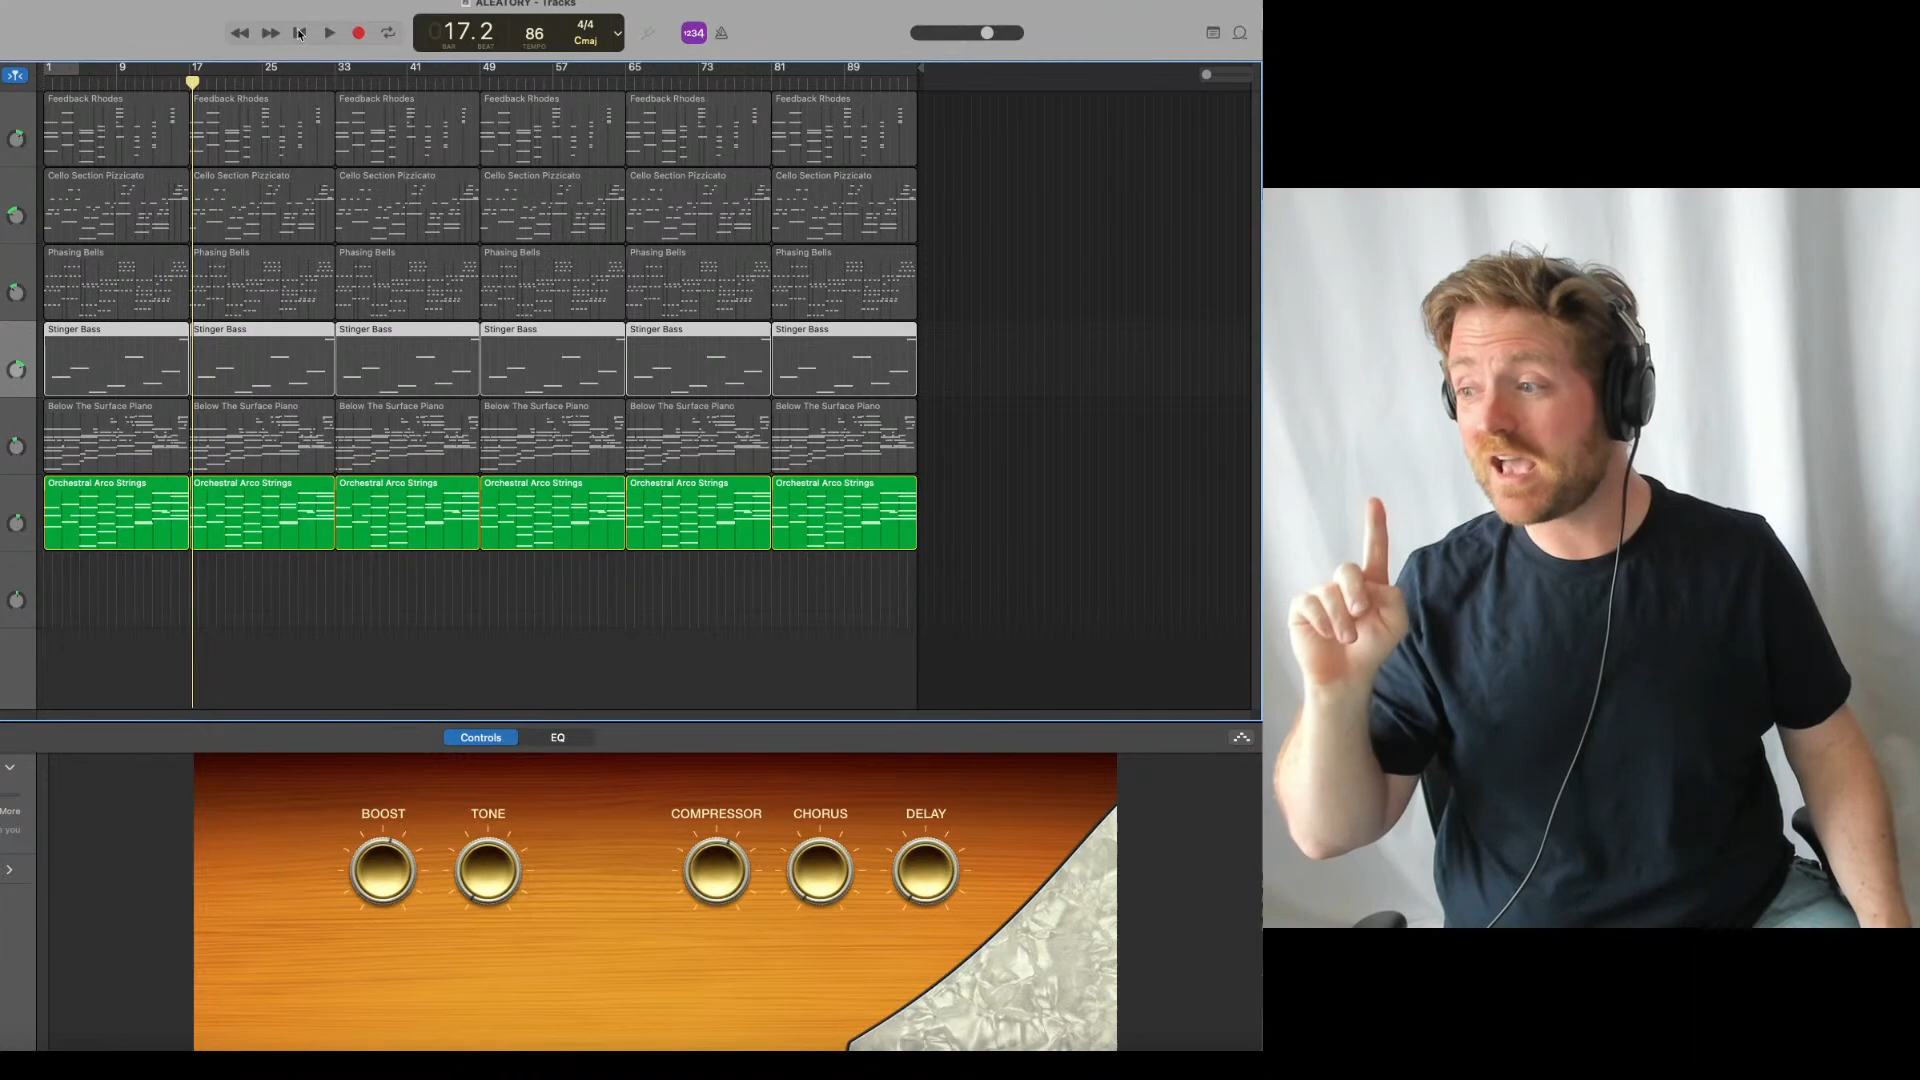 ALEATORY - Tracks
17.2
BAR BEAT
86
TEMPO
4/4
Cmaj
1234
1 9 17 25 33 41 49 57 65 73 81 89
Feedback Rhodes Feedback Rhodes Feedback Rhodes Feedback Rhodes Feedback Rhodes Feedback Rhodes
Cello Section Pizzicato Cello Section Pizzicato Cello Section Pizzicato Cello Section Pizzicato Cello Section Pizzicato Cello Section Pizzicato
Phasing Bells Phasing Bells Phasing Bells Phasing Bells Phasing Bells Phasing Bells
Stinger Bass Stinger Bass Stinger Bass Stinger Bass Stinger Bass Stinger Bass
Below The Surface Piano Below The Surface Piano Below The Surface Piano Below The Surface Piano Below The Surface Piano Below The Surface Piano
Orchestral Arco Strings Orchestral Arco Strings Orchestral Arco Strings Orchestral Arco Strings Orchestral Arco Strings Orchestral Arco Strings
Controls EQ
More
you
BOOST TONE COMPRESSOR CHORUS DELAY